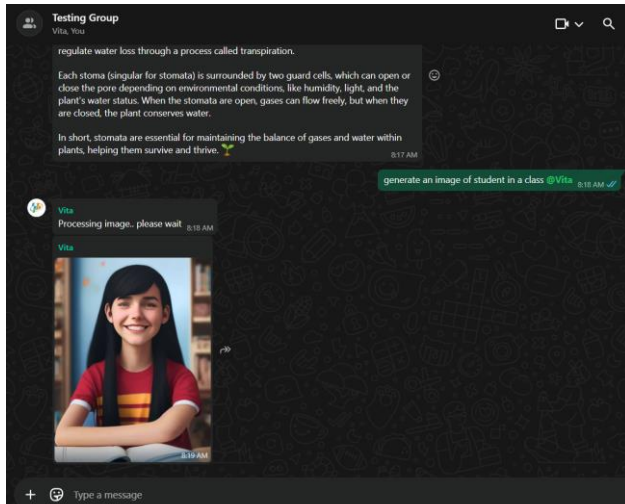 Testing Group
Vita, You
regulate water loss through a process called transpiration.
Each stoma (singular for stomata) is surrounded by two guard cells, which can open or
close the pore depending on environmental conditions, like humidity, light, and the
plant's water status. When the stomata are open, gases can flow freely, but when they
are closed, the plant conserves water.
In short, stomata are essential for maintaining the balance of gases and water within
plants, helping them survive and thrive. 🌱
8:17 AM
generate an image of student in a class @Vita 8:18 AM
Vita
Processing image.. please wait 8:18 AM
Vita
8:19 AM
Type a message